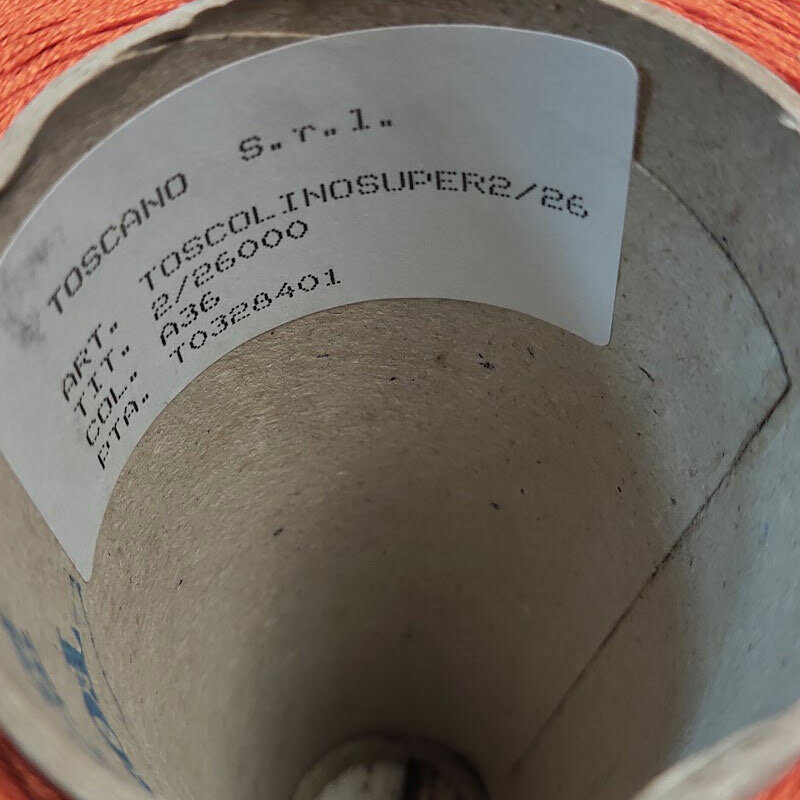 TOSCANO S.r.l.
ART. TOSCOLINOSUPER2/26
TIT. 2/26000
COL. A36
PTA. T0328401